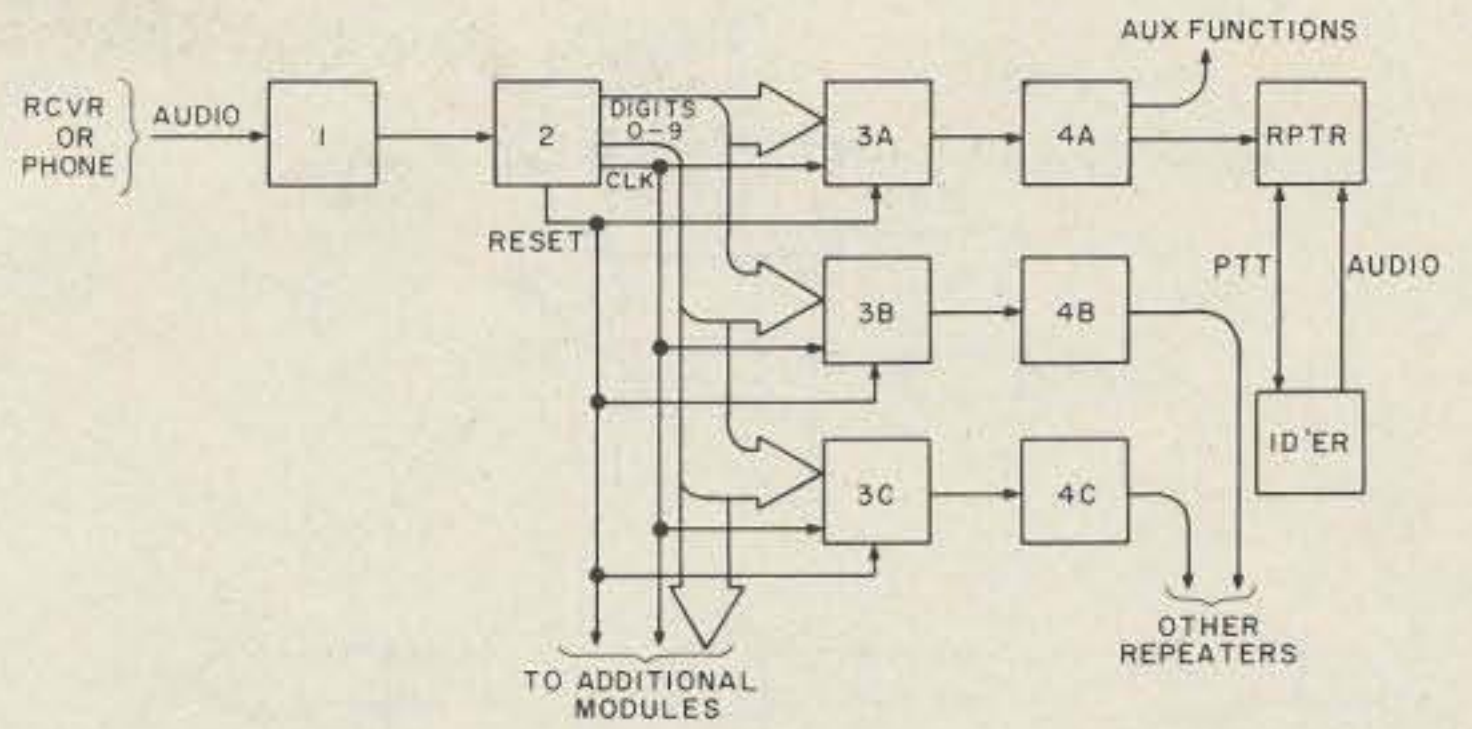 AUX FUNCTIONS
RCVR
OR
PHONE
AUDIO
1
2
DIGITS
0-9
CLK
RESET
3A
4A
RPTR
PTT
AUDIO
3B
4B
ID'ER
3C
4C
OTHER
REPEATERS
TO ADDITIONAL
MODULES